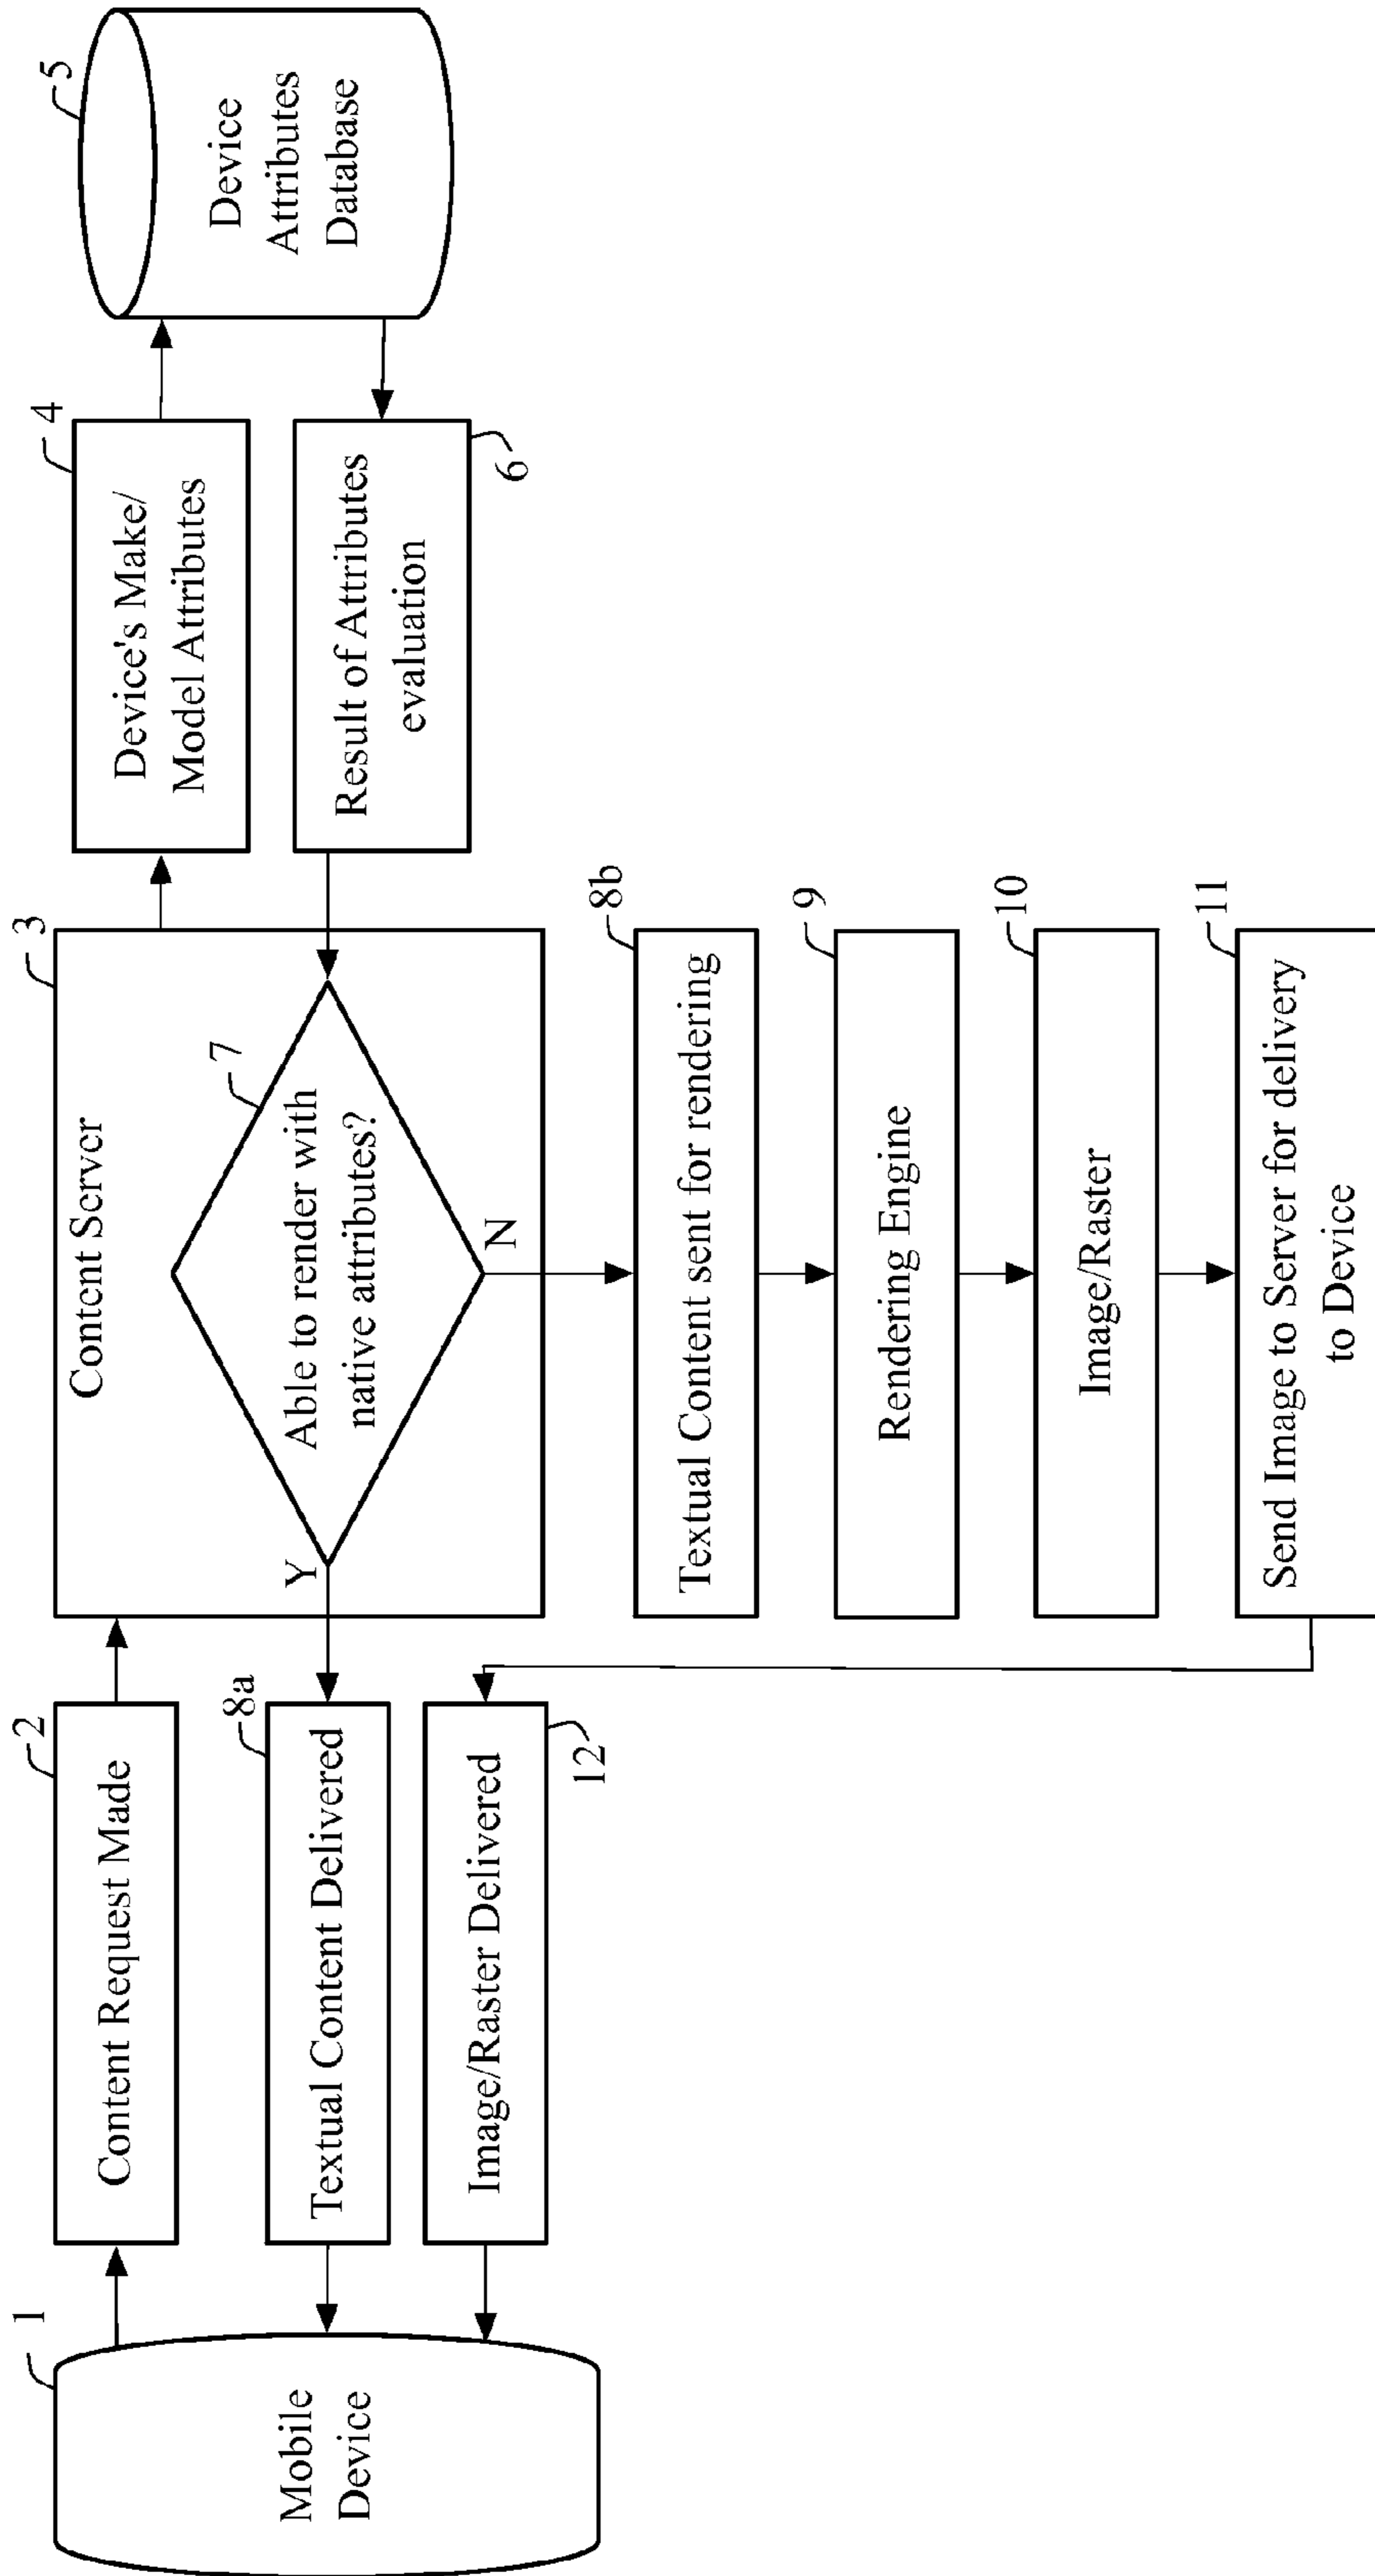 1
Mobile
Device
2
Content Request Made
8a
Textual Content Delivered
Image/Raster Delivered
12
3
Content Server
7
Able to render with
native attributes?
Y
N
4
Device's Make/
Model Attributes
5
Device
Attributes
Database
Result of Attributes
evaluation
6
8b
Textual Content sent for rendering
9
Rendering Engine
10
Image/Raster
11
Send Image to Server for delivery
to Device